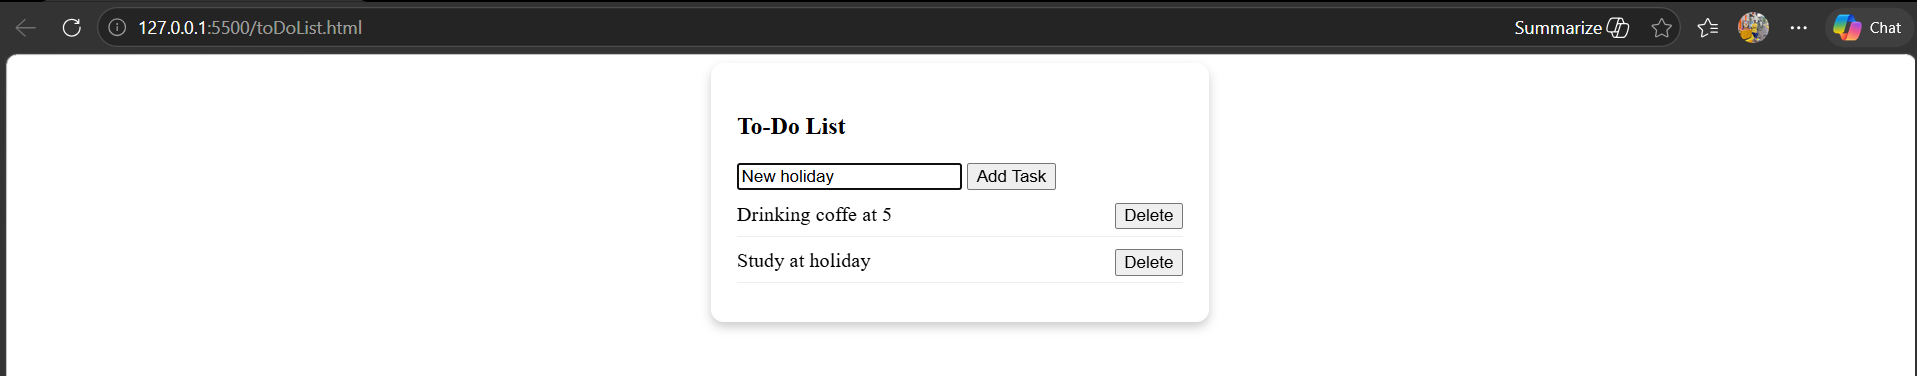 127.0.0.1:5500/toDoList.html Summarize Chat
To-Do List
New holiday Add Task
Drinking coffe at 5 Delete
Study at holiday Delete